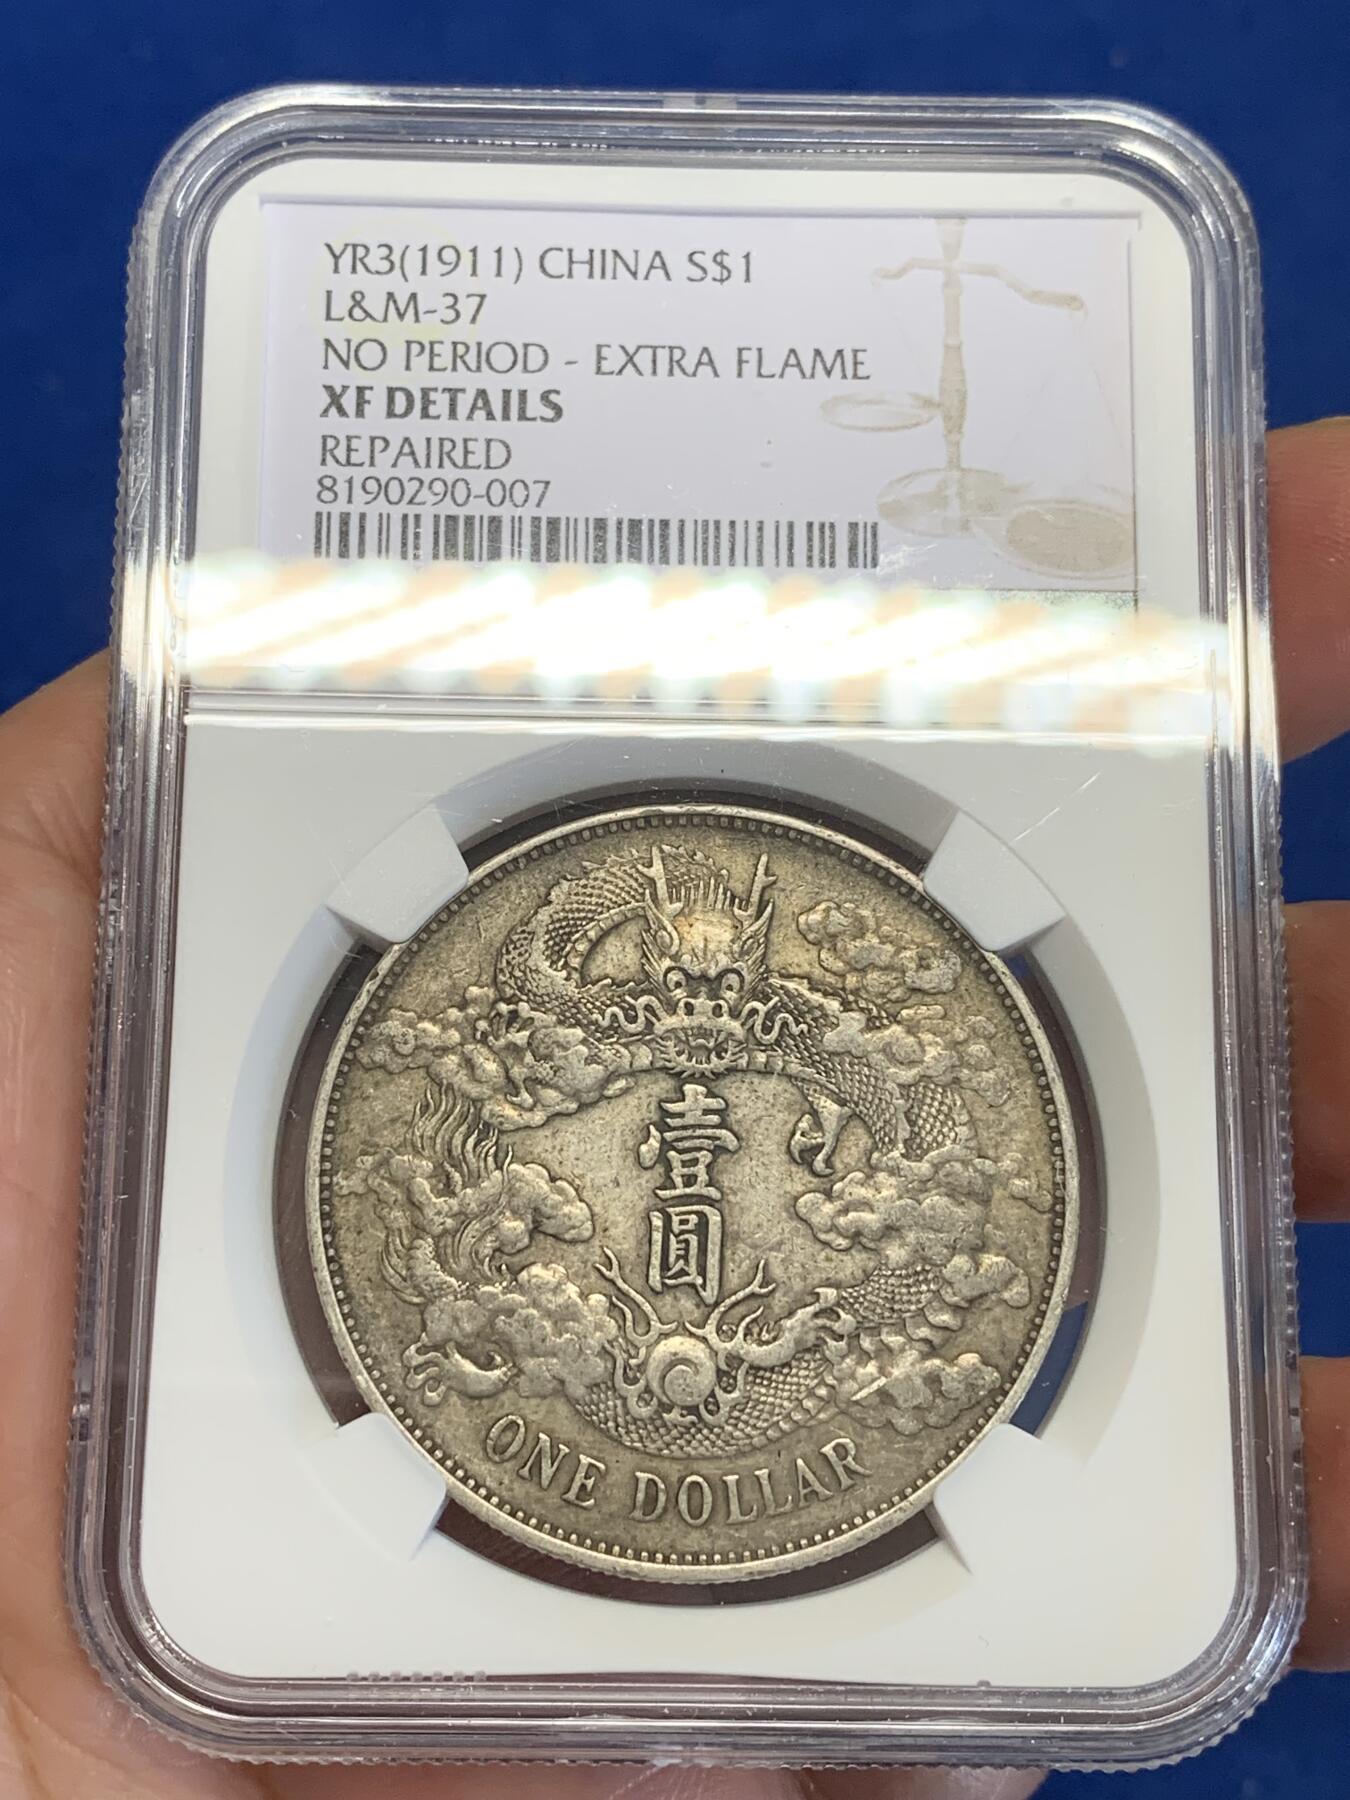 YR3(1911) CHINA S$1
L&M-37
NO PERIOD - EXTRA FLAME
XF DETAILS
REPAIRED
8190290-007
壹
圓
ONE DOLLAR